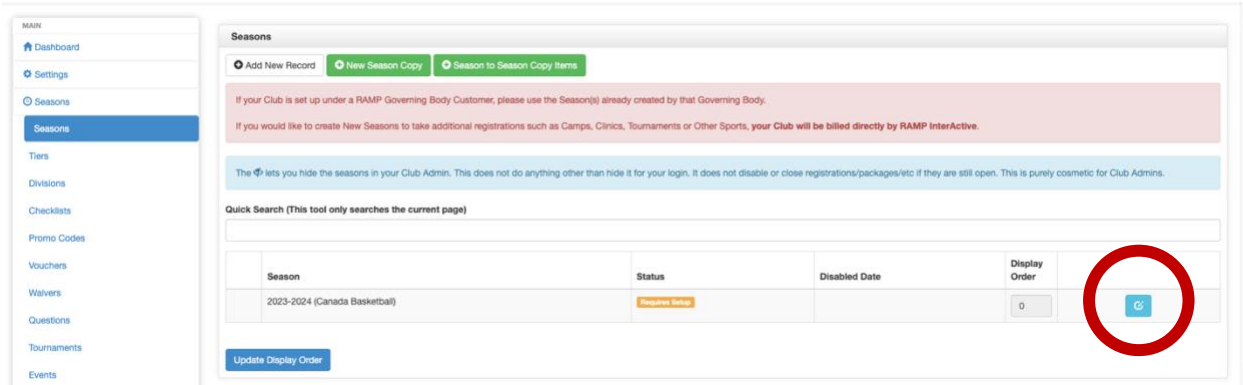 MAIN
Dashboard
Settings
Seasons
Seasons
Tiers
Divisions
Checklists
Promo Codes
Vouchers
Waivers
Questions
Tournaments
Events
Seasons
Add New Record
New Season Copy
Season to Season Copy Items
If your Club is set up under a RAMP Governing Body Customer, please use the Season(s) already created by that Governing Body.
If you would like to create New Seasons to take additional registrations such as Camps, Clinics, Tournaments or Other Sports, your Club will be billed directly by RAMP InterActive.
The lets you hide the seasons in your Club Admin. This does not do anything other than hide it for your login. It does not disable or close registrations/packages/etc if they are still open. This is purely cosmetic for Club Admins.
Quick Search (This tool only searches the current page)
Season
Status
Disabled Date
Display
Order
2023-2024 (Canada Basketball)
Requires Setup
0
Update Display Order